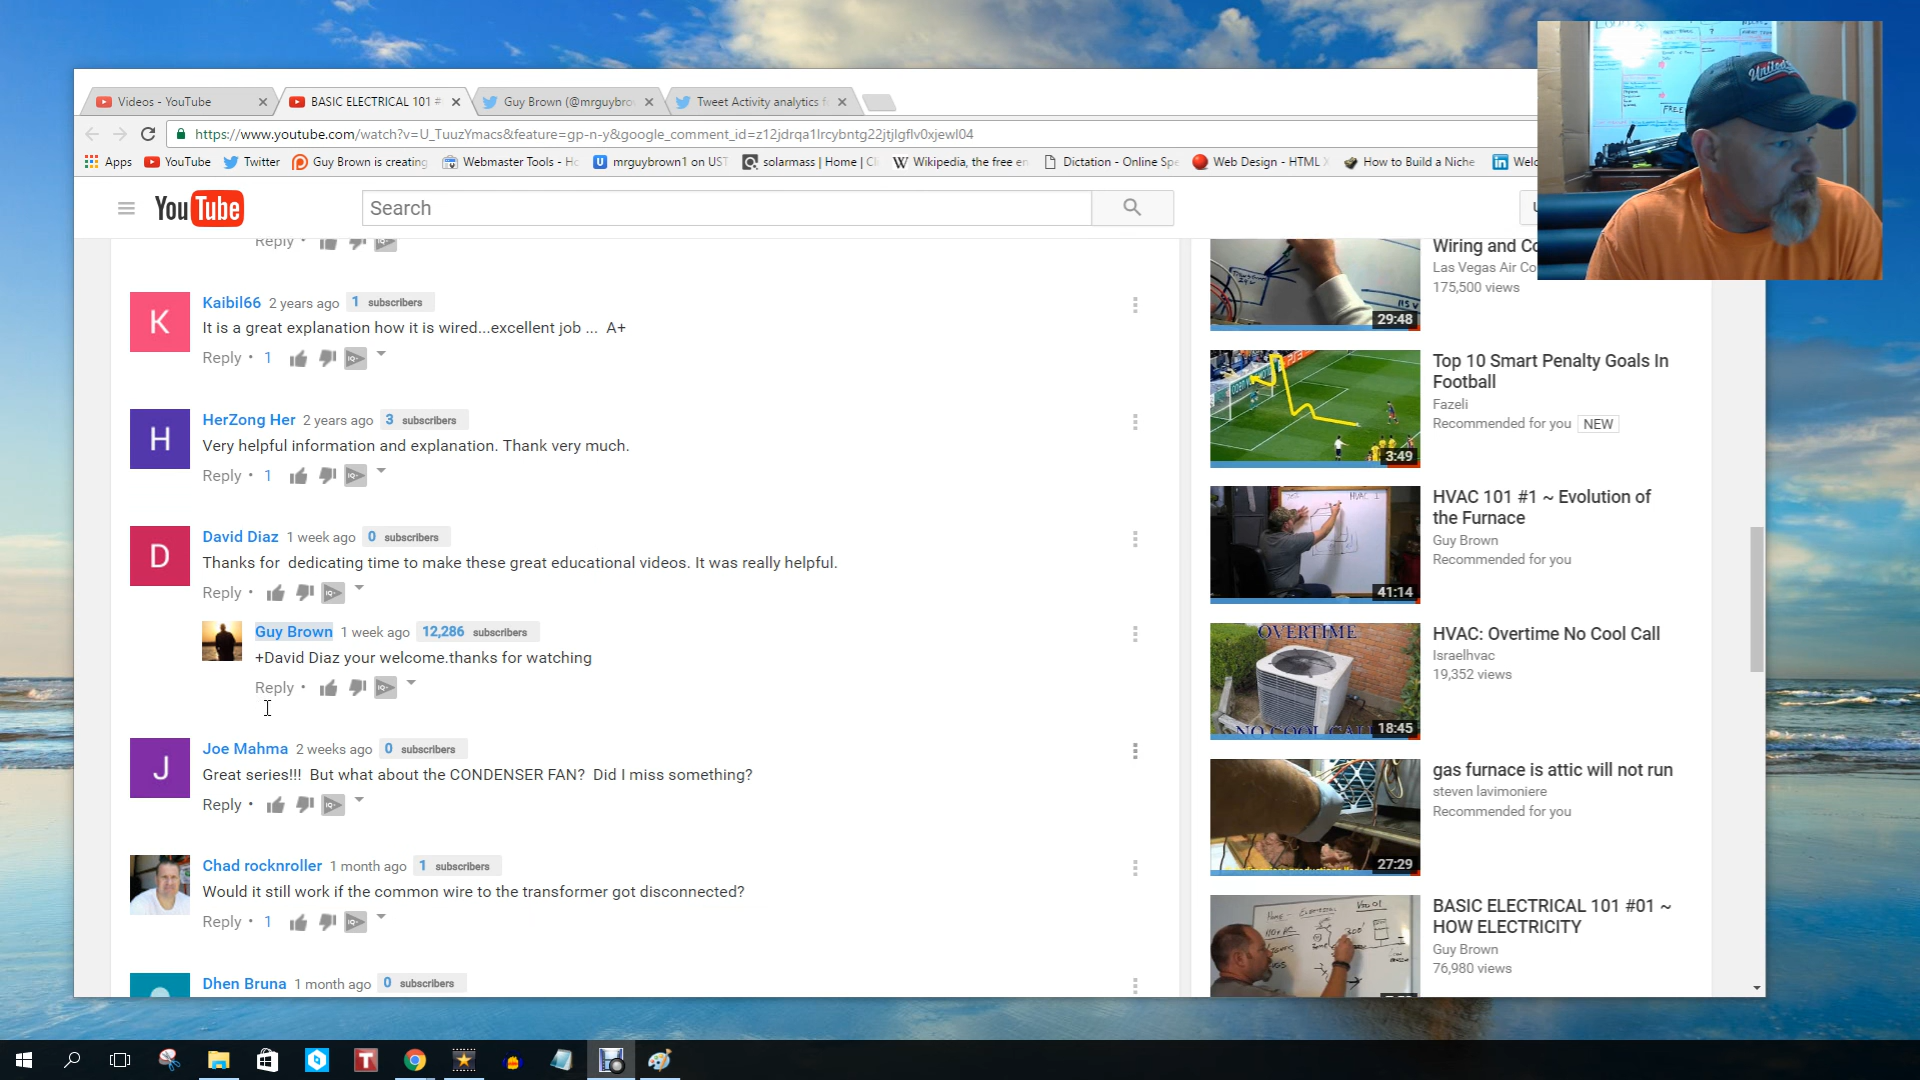 Videos - YouTube
BASIC ELECTRICAL 101 #
Guy Brown (@mrguybro
Tweet Activity analytics f
https://www.youtube.com/watch?v=U_TuuzYmacs&feature=gp-n-y&google_comment_id=z12jdrqa1lrcybntg22jtjlgflv0xjewl04
Apps
YouTube
Twitter
Guy Brown is creating
Webmaster Tools - Ho
mrguybrown1 on UST
solarmass | Home | Cl
Wikipedia, the free en
Dictation - Online Spe
Web Design - HTML
How to Build a Niche
Welc
YouTube
Search
Reply •
Kaibil66 2 years ago 1 subscribers
It is a great explanation how it is wired...excellent job ... A+
Reply • 1
HerZong Her 2 years ago 3 subscribers
Very helpful information and explanation. Thank very much.
Reply • 1
David Diaz 1 week ago 0 subscribers
Thanks for dedicating time to make these great educational videos. It was really helpful.
Reply •
Guy Brown 1 week ago 12,286 subscribers
+David Diaz your welcome.thanks for watching
Reply •
Joe Mahma 2 weeks ago 0 subscribers
Great series!!! But what about the CONDENSER FAN? Did I miss something?
Reply •
Chad rocknroller 1 month ago 1 subscribers
Would it still work if the common wire to the transformer got disconnected?
Reply • 1
Dhen Bruna 1 month ago 0 subscribers
Wiring and Co
Las Vegas Air Co
175,500 views
29:48
Top 10 Smart Penalty Goals In
Football
Fazeli
Recommended for you NEW
3:49
HVAC 101 #1 ~ Evolution of
the Furnace
Guy Brown
Recommended for you
41:14
HVAC: Overtime No Cool Call
Israelhvac
19,352 views
OVERTIME
NO COOL CALL
18:45
gas furnace is attic will not run
steven lavimoniere
Recommended for you
27:29
BASIC ELECTRICAL 101 #01 ~
HOW ELECTRICITY
Guy Brown
76,980 views
United
FREE